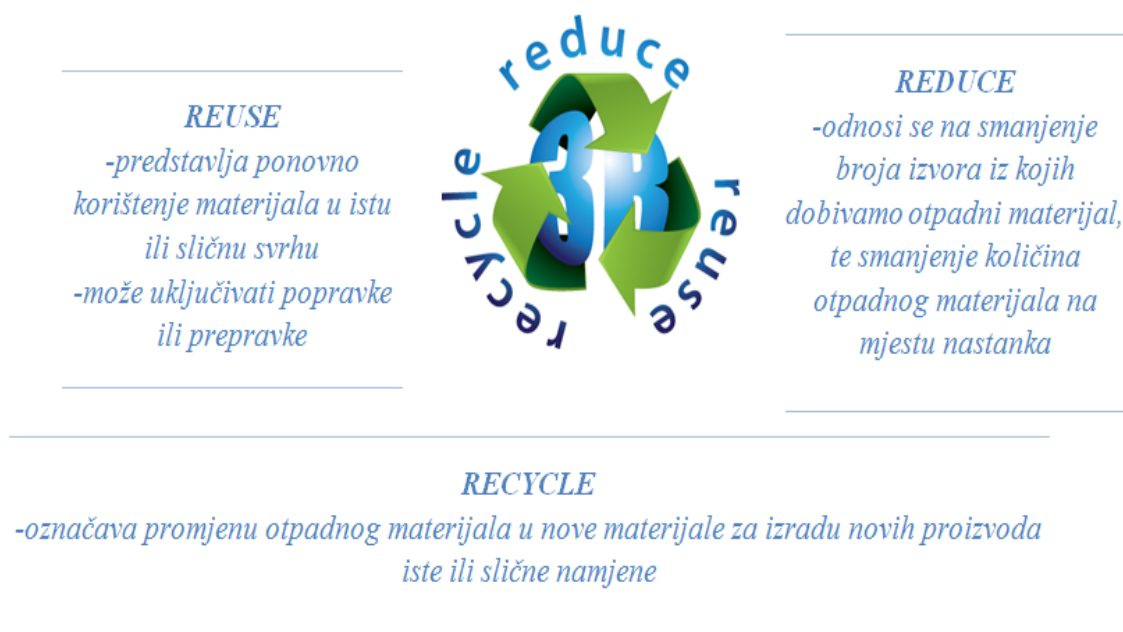 REUSE
-predstavlja ponovno
korištenje materijala u istu
ili sličnu svrhu
-može uključivati popravke
ili prepravke
reduce
reuse
recycle
3R
REDUCE
-odnosi se na smanjenje
broja izvora iz kojih
dobivamo otpadni materijal,
te smanjenje količina
otpadnog materijala na
mjestu nastanka
RECYCLE
-označava promjenu otpadnog materijala u nove materijale za izradu novih proizvoda
iste ili slične namjene